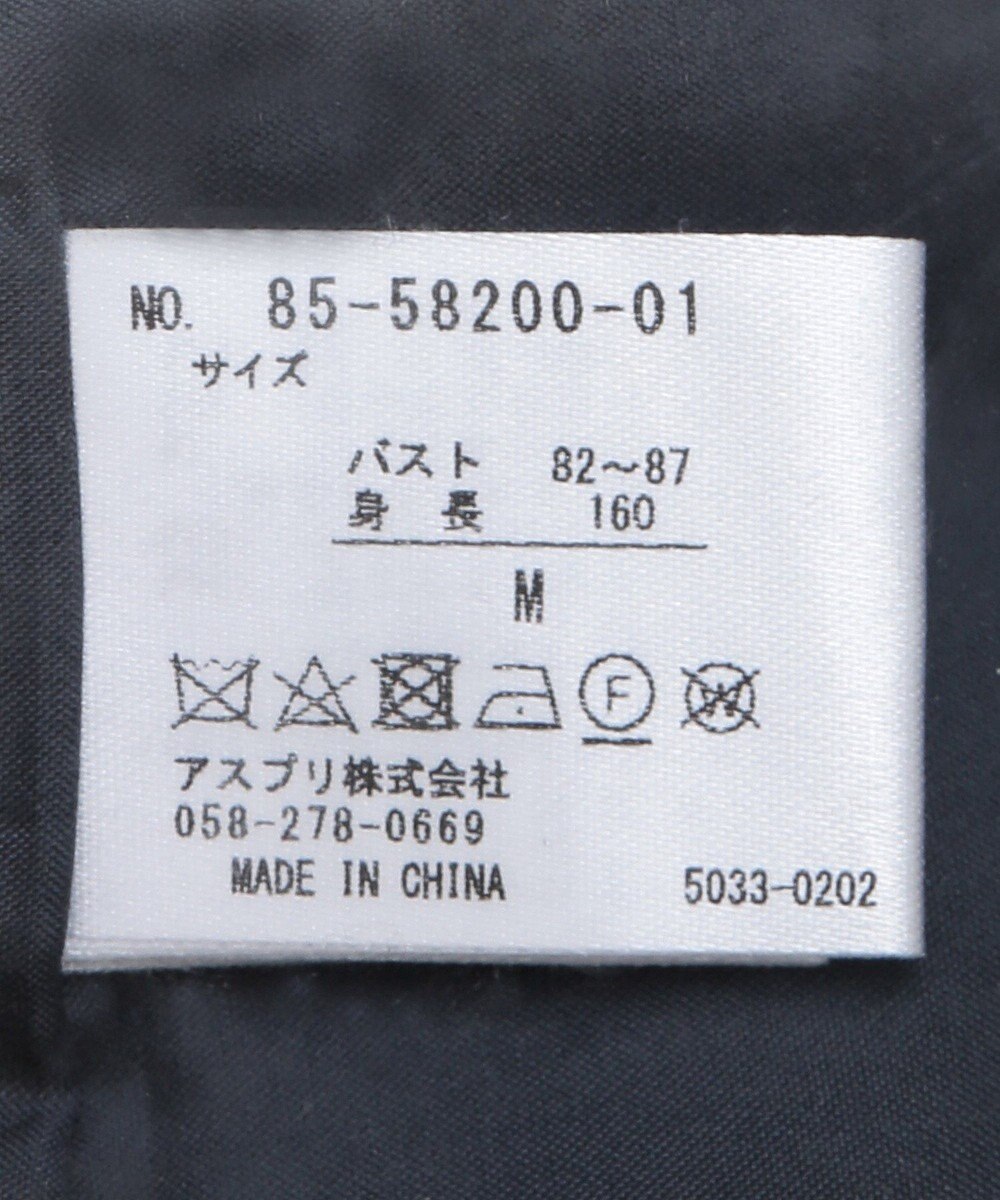 NO. 85-58200-01
サイズ
バスト 82～87
身長 160
M
F
W
アスプリ株式会社
058-278-0669
MADE IN CHINA
5033-0202